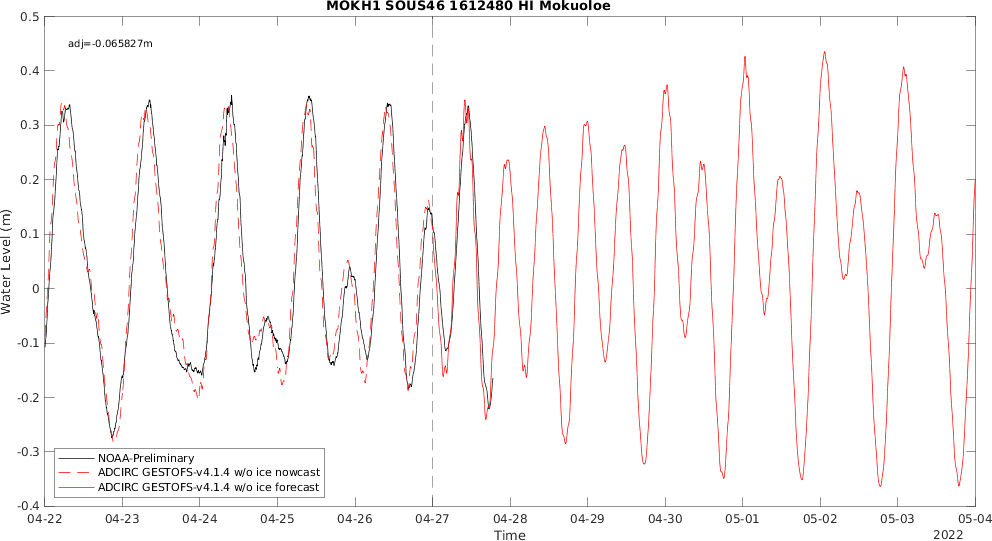 MOKH1 SOUS46 1612480 HI Mokuoloe
adj=-0.065827m
0.5
0.4
0.3
0.2
0.1
0
-0.1
-0.2
-0.3
-0.4
Water Level (m)
NOAA-Preliminary
ADCIRC GESTOFS-v4.1.4 w/o ice nowcast
ADCIRC GESTOFS-v4.1.4 w/o ice forecast
04-22 04-23 04-24 04-25 04-26 04-27 04-28 04-29 04-30 05-01 05-02 05-03 05-04
Time
2022